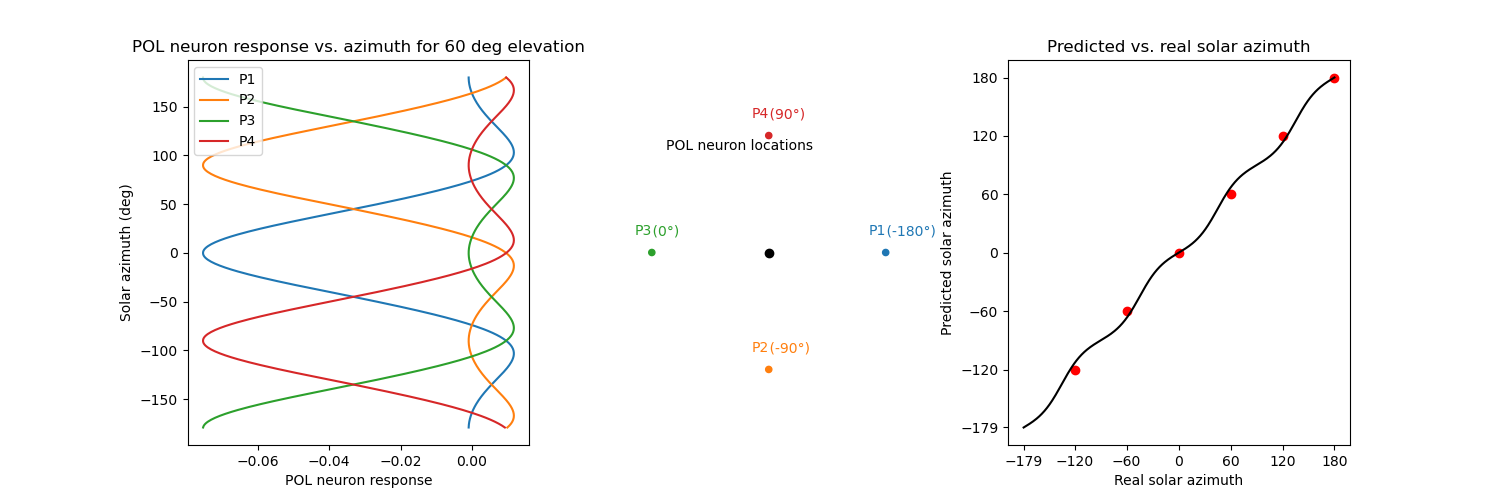 POL neuron response vs. azimuth for 60 deg elevation
P1
P2
P3
P4
150
100
50
0
−50
−100
−150
Solar azimuth (deg)
−0.06
−0.04
−0.02
0.00
POL neuron response
P4(90°)
POL neuron locations
P3(0°)
P1(-180°)
P2(-90°)
Predicted vs. real solar azimuth
180
120
60
0
−60
−120
−179
Predicted solar azimuth
−179
−120
−60
0
60
120
180
Real solar azimuth